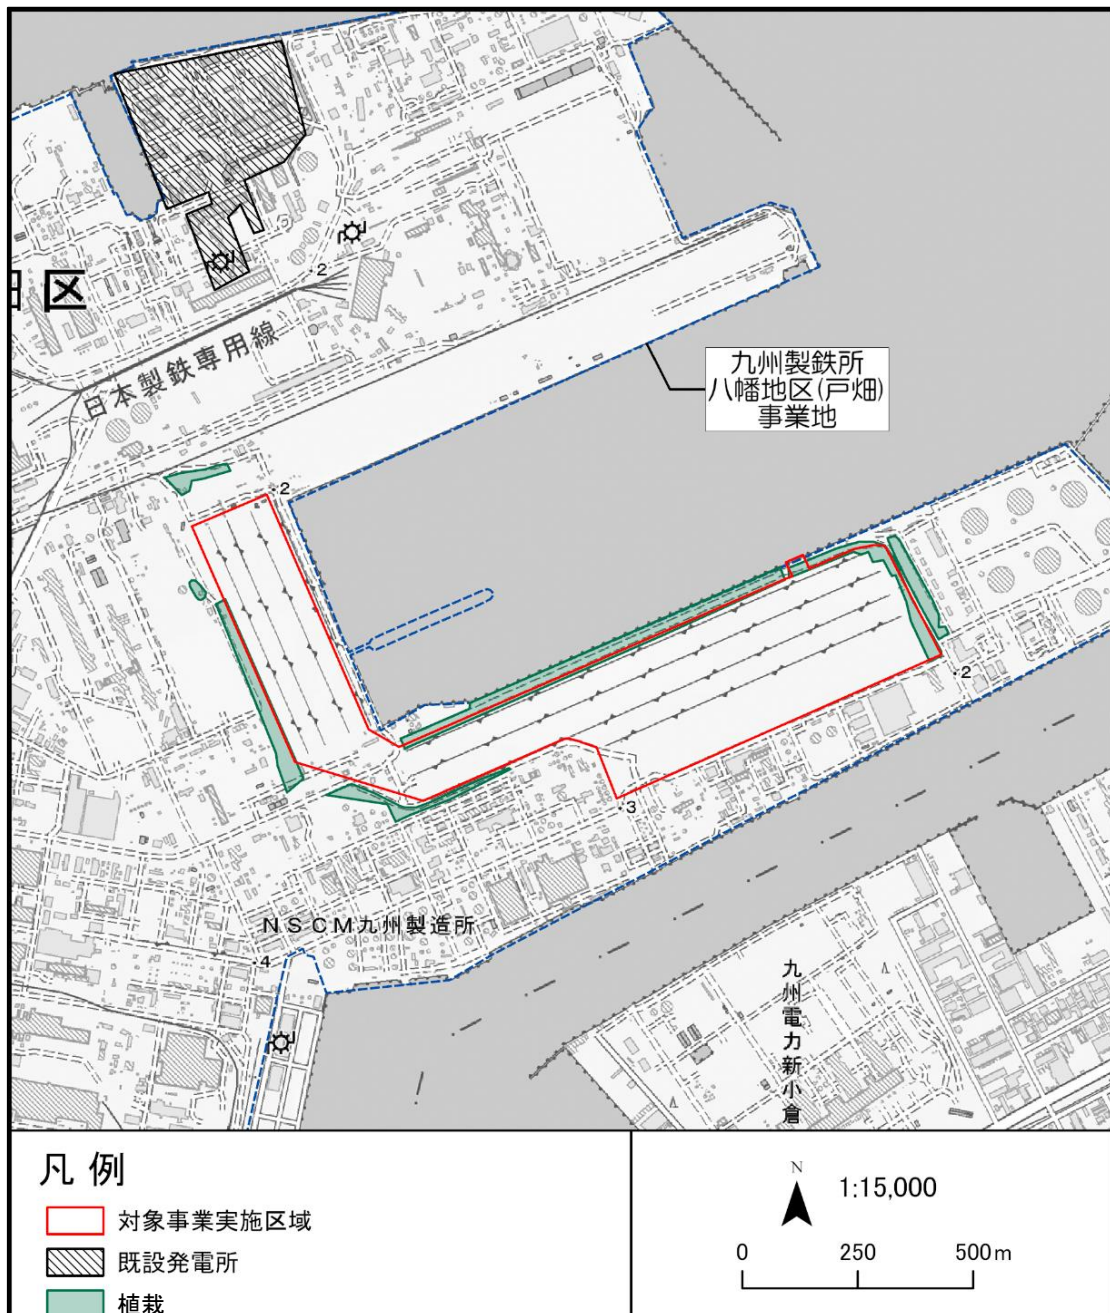 区
2
日本製鉄専用線
九州製鉄所
八幡地区(戸畑)
事業地
2
2
3
NSCM九州製造所
4
九州電力新小倉
凡例
対象事業実施区域
既設発電所
植栽
N
1:15,000
0 250 500m